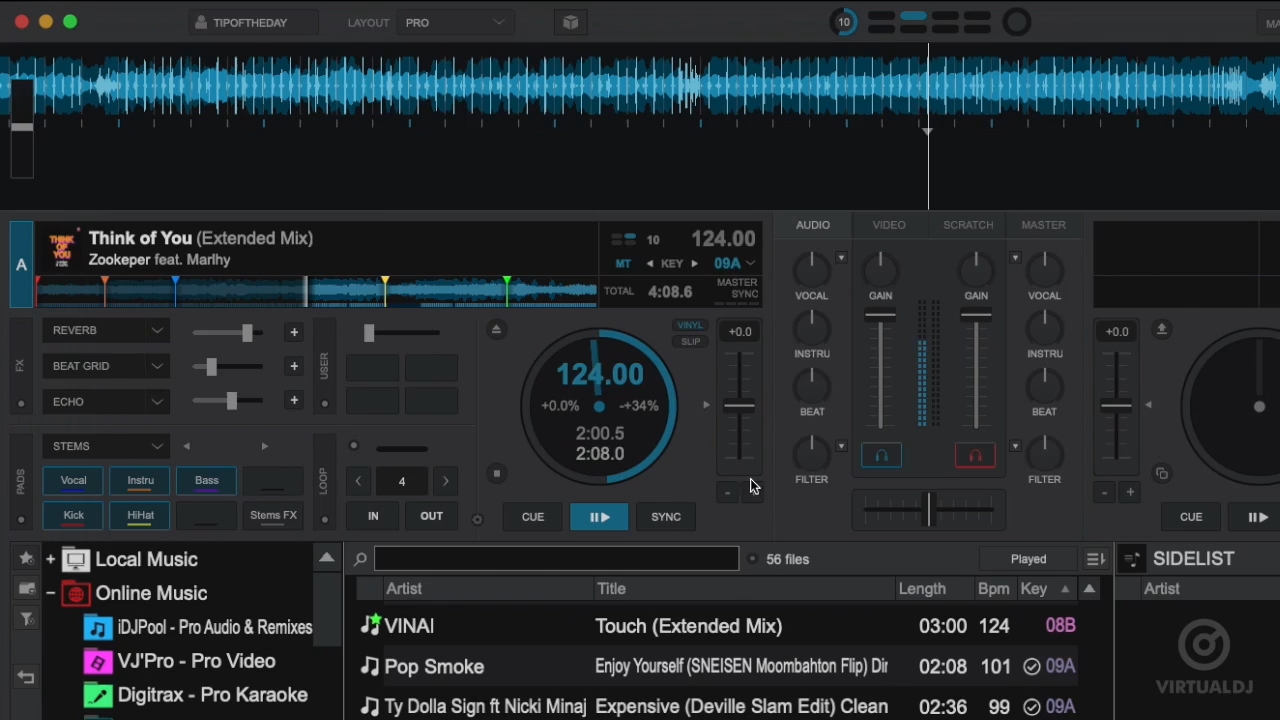 TIPOFTHEDAY LAYOUT PRO 10 MA
A THINK OF YOU Think of You (Extended Mix) 10 124.00
Zookeper feat. Marlhy MT KEY 09A
TOTAL 4:08.6 MASTER SYNC
AUDIO VIDEO SCRATCH MASTER
VOCAL GAIN GAIN VOCAL
INSTRU INSTRU
BEAT BEAT
FILTER FILTER
FX REVERB + USER
BEAT GRID +
ECHO +
VINYL
SLIP
+0.0
124.00
+0.0% -+34%
2:00.5
2:08.0
- +
+0.0
- +
PADS STEMS LOOP
Vocal Instru Bass 4
Kick HiHat Stems FX IN OUT
CUE SYNC
CUE
+ Local Music
- Online Music
iDJPool - Pro Audio & Remixes
VJ'Pro - Pro Video
Digitrax - Pro Karaoke
56 files Played
Artist Title Length Bpm Key
VINAI Touch (Extended Mix) 03:00 124 08B
Pop Smoke Enjoy Yourself (SNEISEN Moombahton Flip) Dir 02:08 101 09A
Ty Dolla Sign ft Nicki Minaj Expensive (Deville Slam Edit) Clean 02:36 99 09A
SIDELIST
Artist
VIRTUALDJ